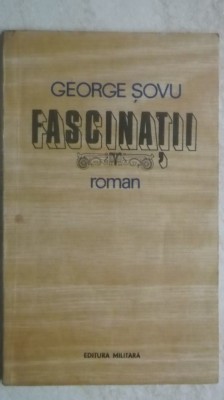 GEORGE ȘOVU
FASCINAȚII
roman
EDITURA MILITARĂ